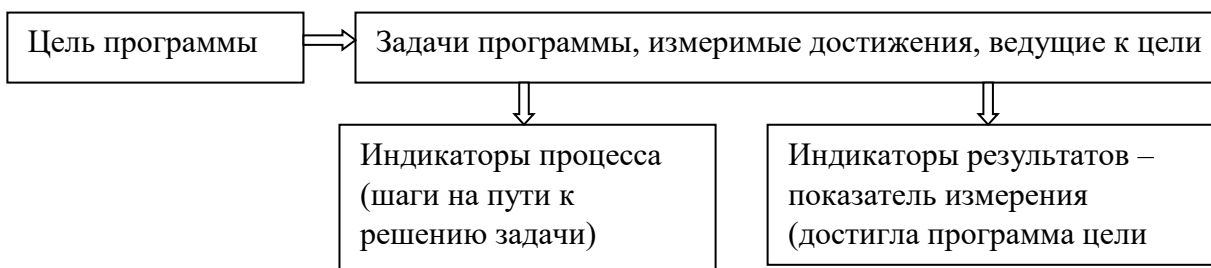 Цель программы
Задачи программы, измеримые достижения, ведущие к цели
Индикаторы процесса
(шаги на пути к
решению задачи)
Индикаторы результатов –
показатель измерения
(достигла программа цели